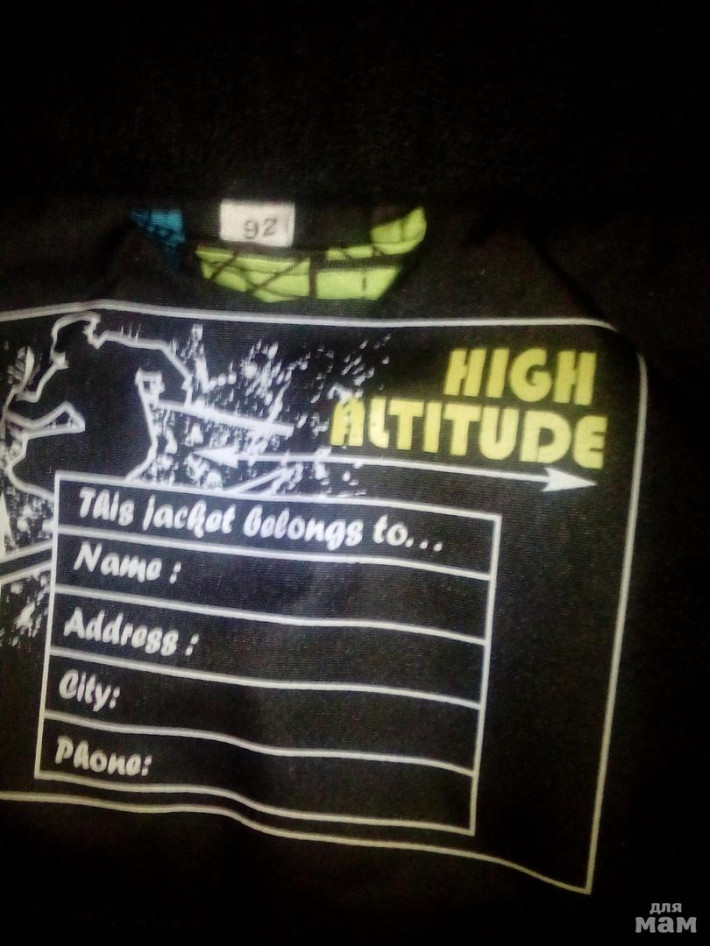 92
HIGH
ALTITUDE
This jacket belongs to...
Name :
Address :
City:
Phone:
для
мам